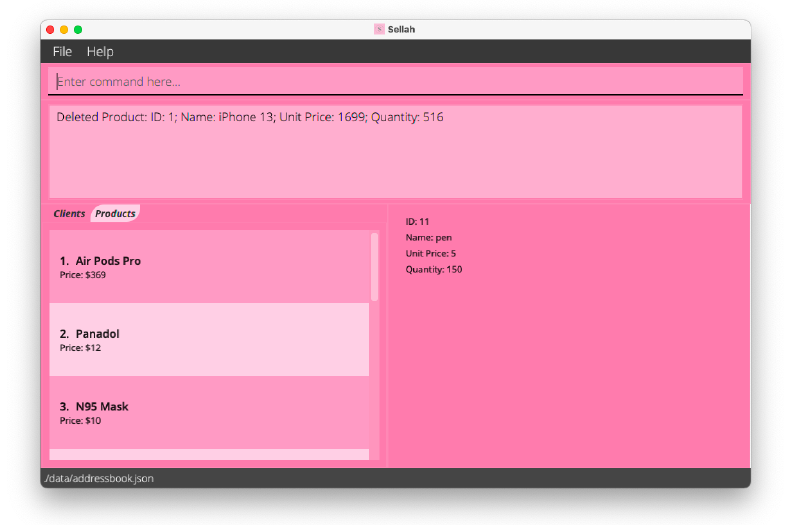 Sellah
File Help
Enter command here...
Deleted Product: ID: 1; Name: iPhone 13; Unit Price: 1699; Quantity: 516
Clients Products
ID: 11
Name: pen
Unit Price: 5
Quantity: 150
1. Air Pods Pro
Price: $369
2. Panadol
Price: $12
3. N95 Mask
Price: $10
./data/addressbook.json